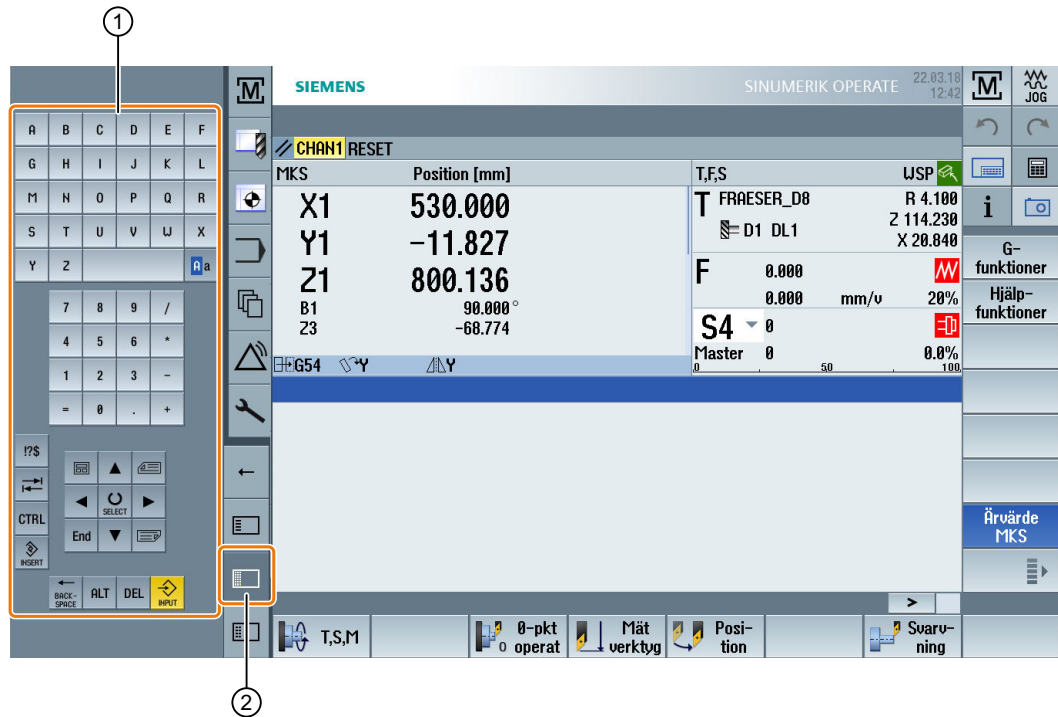 1
SIEMENS
SINUMERIK OPERATE
22.03.18
12:42
M
M
JOG
A B C D E F
G H I J K L
M N O P Q R
S T U V W X
Y Z A a
7 8 9 /
4 5 6 *
1 2 3 -
= 0 . +
!?$
SELECT
CTRL
End
INSERT
BACK-
SPACE
ALT DEL INPUT
CHAN1 RESET
MKS Position [mm]
X1 530.000
Y1 -11.827
Z1 800.136
B1 90.000 °
Z3 -68.774
G54 Y Y
T,F,S WSP
T FRAESER_D8 R 4.100
D1 DL1 Z 114.230
X 20.840
F 0.000
0.000 mm/v 20%
S4 0
Master 0 0.0%
0 50 100
i
G-
funktioner
Hjälp-
funktioner
Ärvärde
MKS
>
T,S,M
0-pkt
operat
Mät
verktyg
Posi-
tion
Svarv-
ning
2